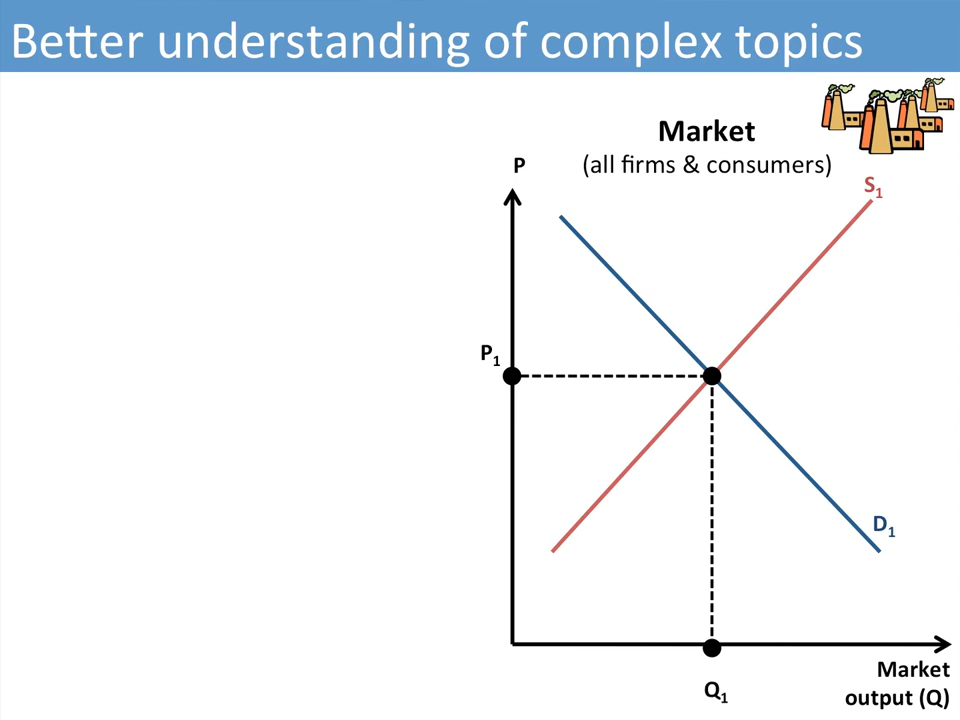 Better understanding of complex topics
Market
(all firms & consumers)
P
S1
P1
D1
Q1
Market
output (Q)